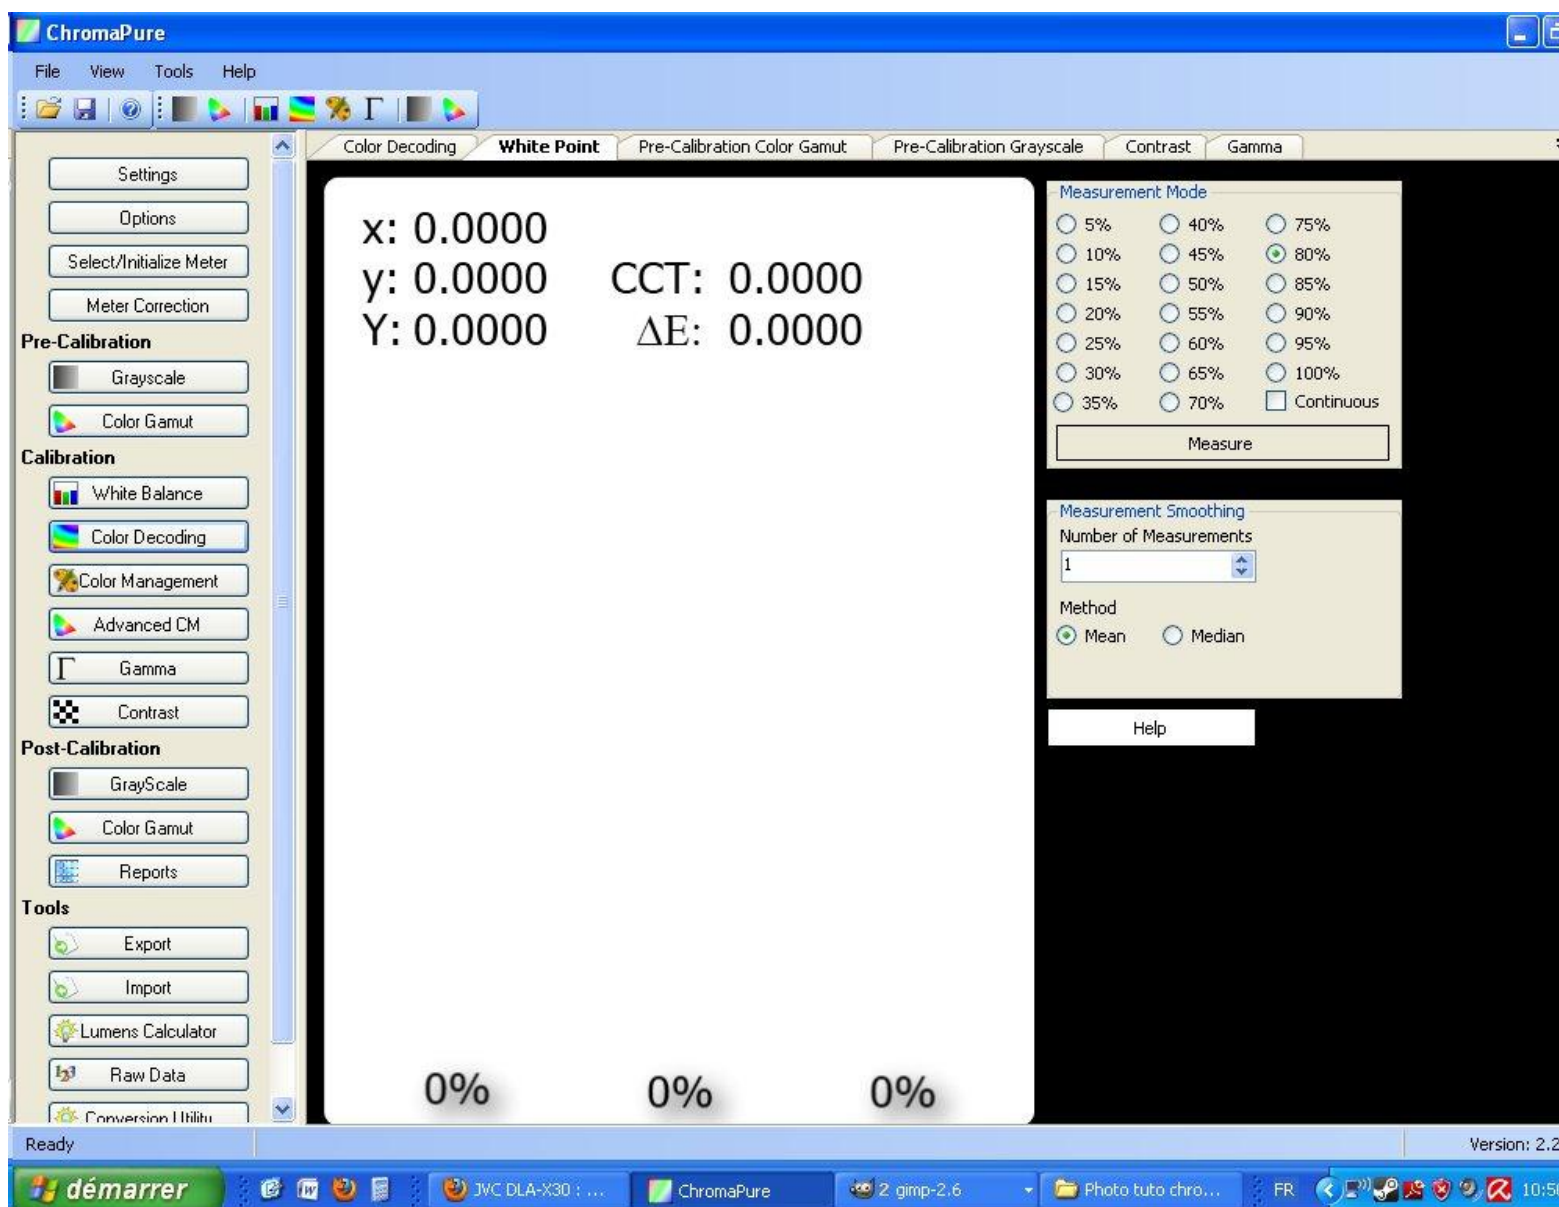 ChromaPure
File View Tools Help
Γ
Color Decoding White Point Pre-Calibration Color Gamut Pre-Calibration Grayscale Contrast Gamma
Settings
Options
Select/Initialize Meter
Meter Correction
Pre-Calibration
Grayscale
Color Gamut
Calibration
White Balance
Color Decoding
Color Management
Advanced CM
Γ Gamma
Contrast
Post-Calibration
GrayScale
Color Gamut
Reports
Tools
Export
Import
Lumens Calculator
123 Raw Data
Conversion Utility
x: 0.0000
y: 0.0000 CCT: 0.0000
Y: 0.0000 ΔE: 0.0000
0% 0% 0%
Measurement Mode
5% 40% 75%
10% 45% 80%
15% 50% 85%
20% 55% 90%
25% 60% 95%
30% 65% 100%
35% 70% Continuous
Measure
Measurement Smoothing
Number of Measurements
1
Method
Mean Median
Help
Ready Version: 2.2
démarrer JVC DLA-X30 : ... ChromaPure 2 gimp-2.6 Photo tuto chro... FR